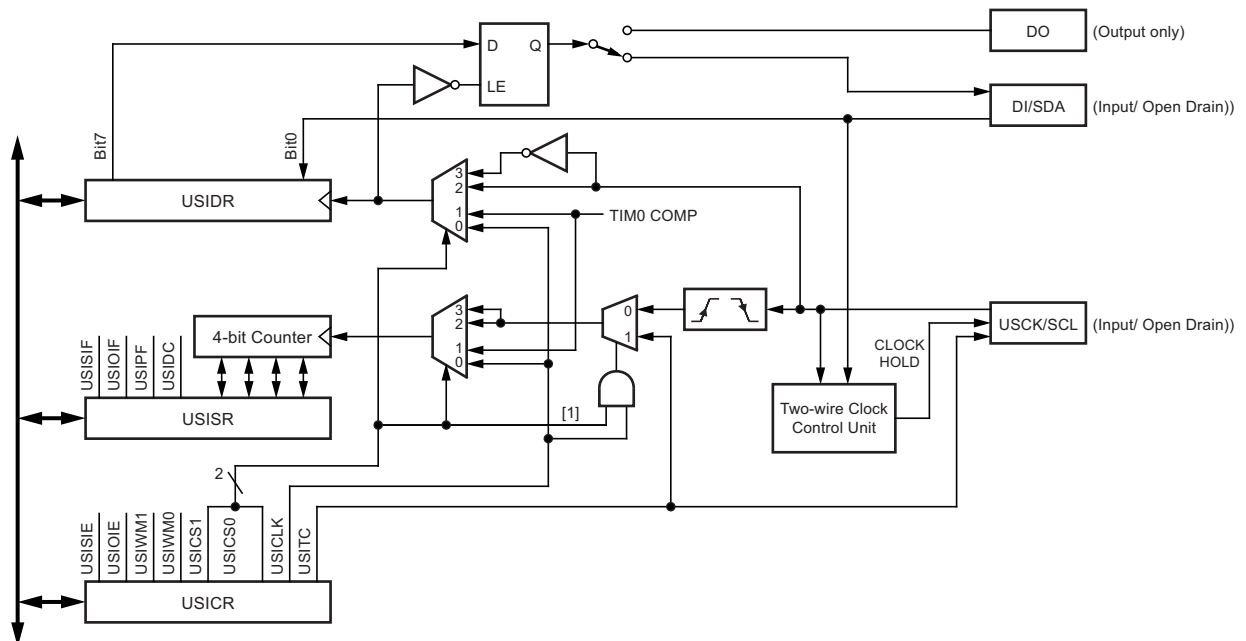 DO
(Output only)
D
Q
LE
DI/SDA
(Input/ Open Drain))
Bit7
Bit0
USIDR
3
2
1
0
TIM0 COMP
4-bit Counter
3
2
1
0
0
1
USCK/SCL
(Input/ Open Drain))
CLOCK
HOLD
Two-wire Clock
Control Unit
USISIF
USIOIF
USIPF
USIDC
USISR
[1]
2
USISIE
USIOIE
USIWM1
USIWM0
USICS1
USICS0
USICLK
USITC
USICR